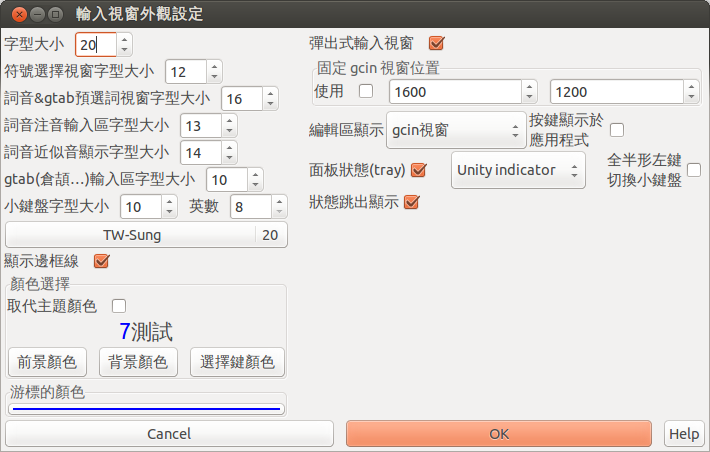 輸入視窗外觀設定
字型大小 20
符號選擇視窗字型大小 12
詞音&gtab預選詞視窗字型大小 16
詞音注音輸入區字型大小 13
詞音近似音顯示字型大小 14
gtab(倉頡...)輸入區字型大小 10
小鍵盤字型大小 10 英數 8
TW-Sung 20
顯示邊框線
顏色選擇
取代主題顏色
7測試
前景顏色 背景顏色 選擇鍵顏色
游標的顏色
彈出式輸入視窗
固定 gcin 視窗位置
使用 1600 1200
編輯區顯示 gcin視窗 按鍵顯示於
應用程式
面板狀態(tray) Unity indicator 全半形左鍵
切換小鍵盤
狀態跳出顯示
Cancel OK Help